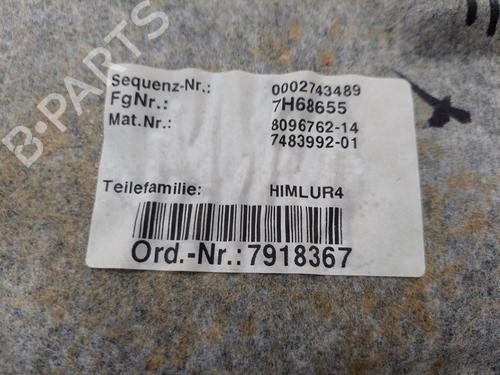 B-PARTS
Sequenz-Nr.: 0002743489
FgNr.: 7H68655
Mat.Nr.: 8096762-14
7483992-01
Teilefamilie: HIMLUR4
Ord.-Nr.:7918367